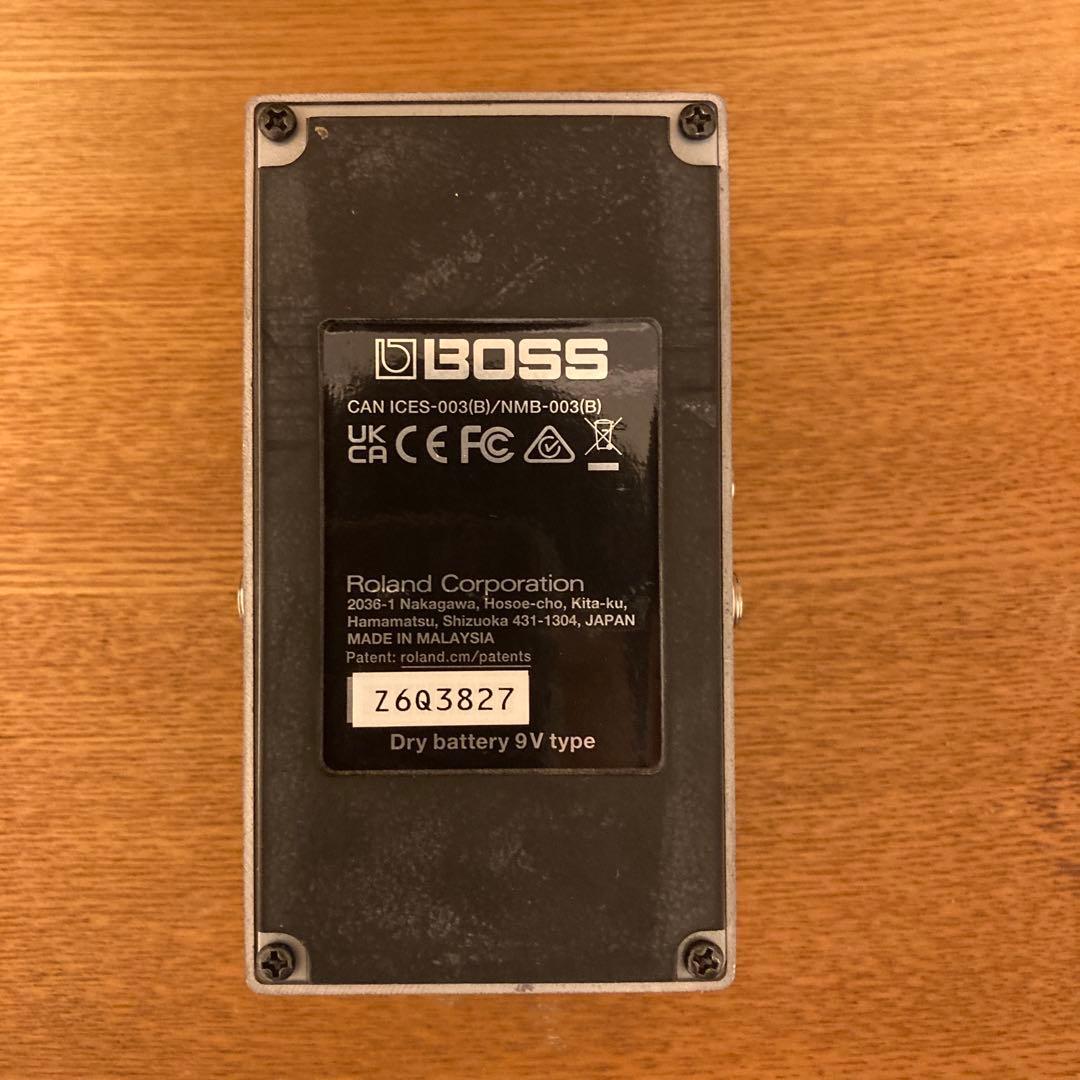 BOSS
CAN ICES-003(B)/NMB-003(B)
UK CA CE FC
Roland Corporation
2036-1 Nakagawa, Hosoe-cho, Kita-ku,
Hamamatsu, Shizuoka 431-1304, JAPAN
MADE IN MALAYSIA
Patent: roland.cm/patents
Z6Q3827
Dry battery 9V type